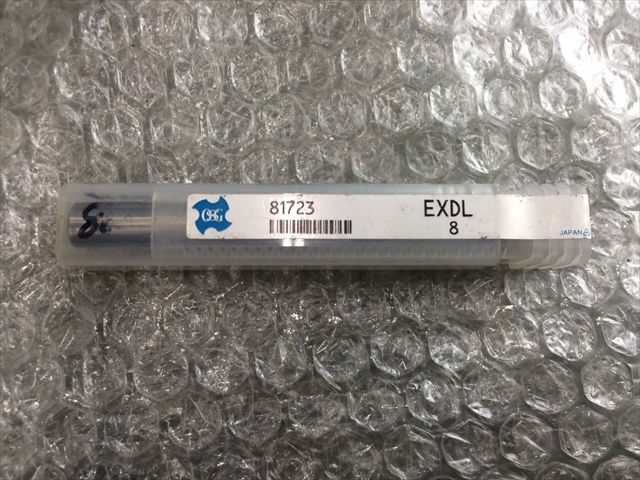 OSG
81723
EXDL
8
JAPAN